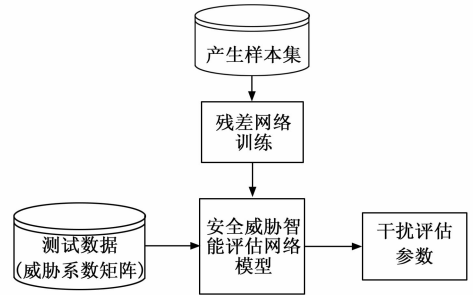 产生样本集
残差网络
训练
安全威胁智
能评估网络
模型
测试数据
(威胁系数矩阵)
干扰评估
参数